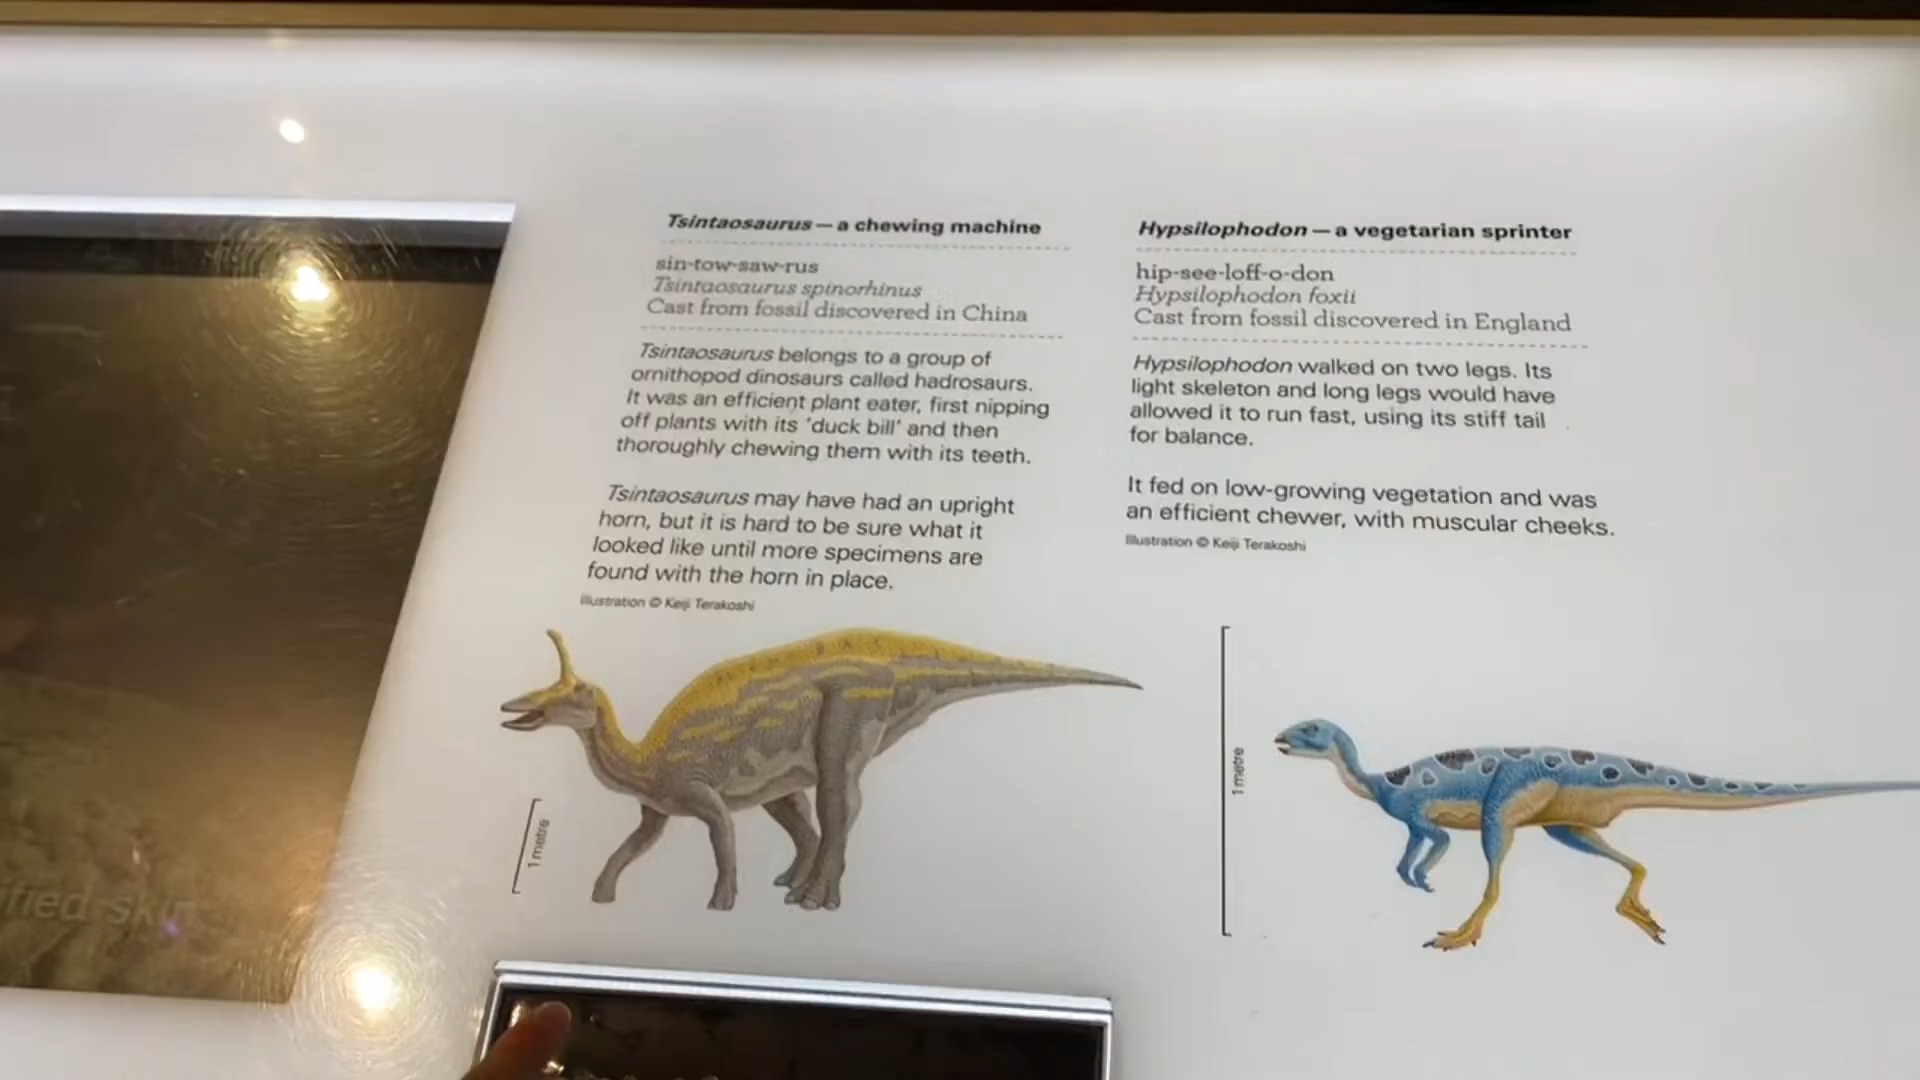 Tsintaosaurus — a chewing machine
sin-tow-saw-rus
Tsintaosaurus spinorhinus
Cast from fossil discovered in China
Tsintaosaurus belongs to a group of
ornithopod dinosaurs called hadrosaurs.
It was an efficient plant eater, first nipping
off plants with its ‘duck bill’ and then
thoroughly chewing them with its teeth.
Tsintaosaurus may have had an upright
horn, but it is hard to be sure what it
looked like until more specimens are
found with the horn in place.
Illustration © Keiji Terakoshi
1 metre
Hypsilophodon — a vegetarian sprinter
hip-see-loff-o-don
Hypsilophodon foxii
Cast from fossil discovered in England
Hypsilophodon walked on two legs. Its
light skeleton and long legs would have
allowed it to run fast, using its stiff tail
for balance.
It fed on low-growing vegetation and was
an efficient chewer, with muscular cheeks.
Illustration © Keiji Terakoshi
1 metre
skin